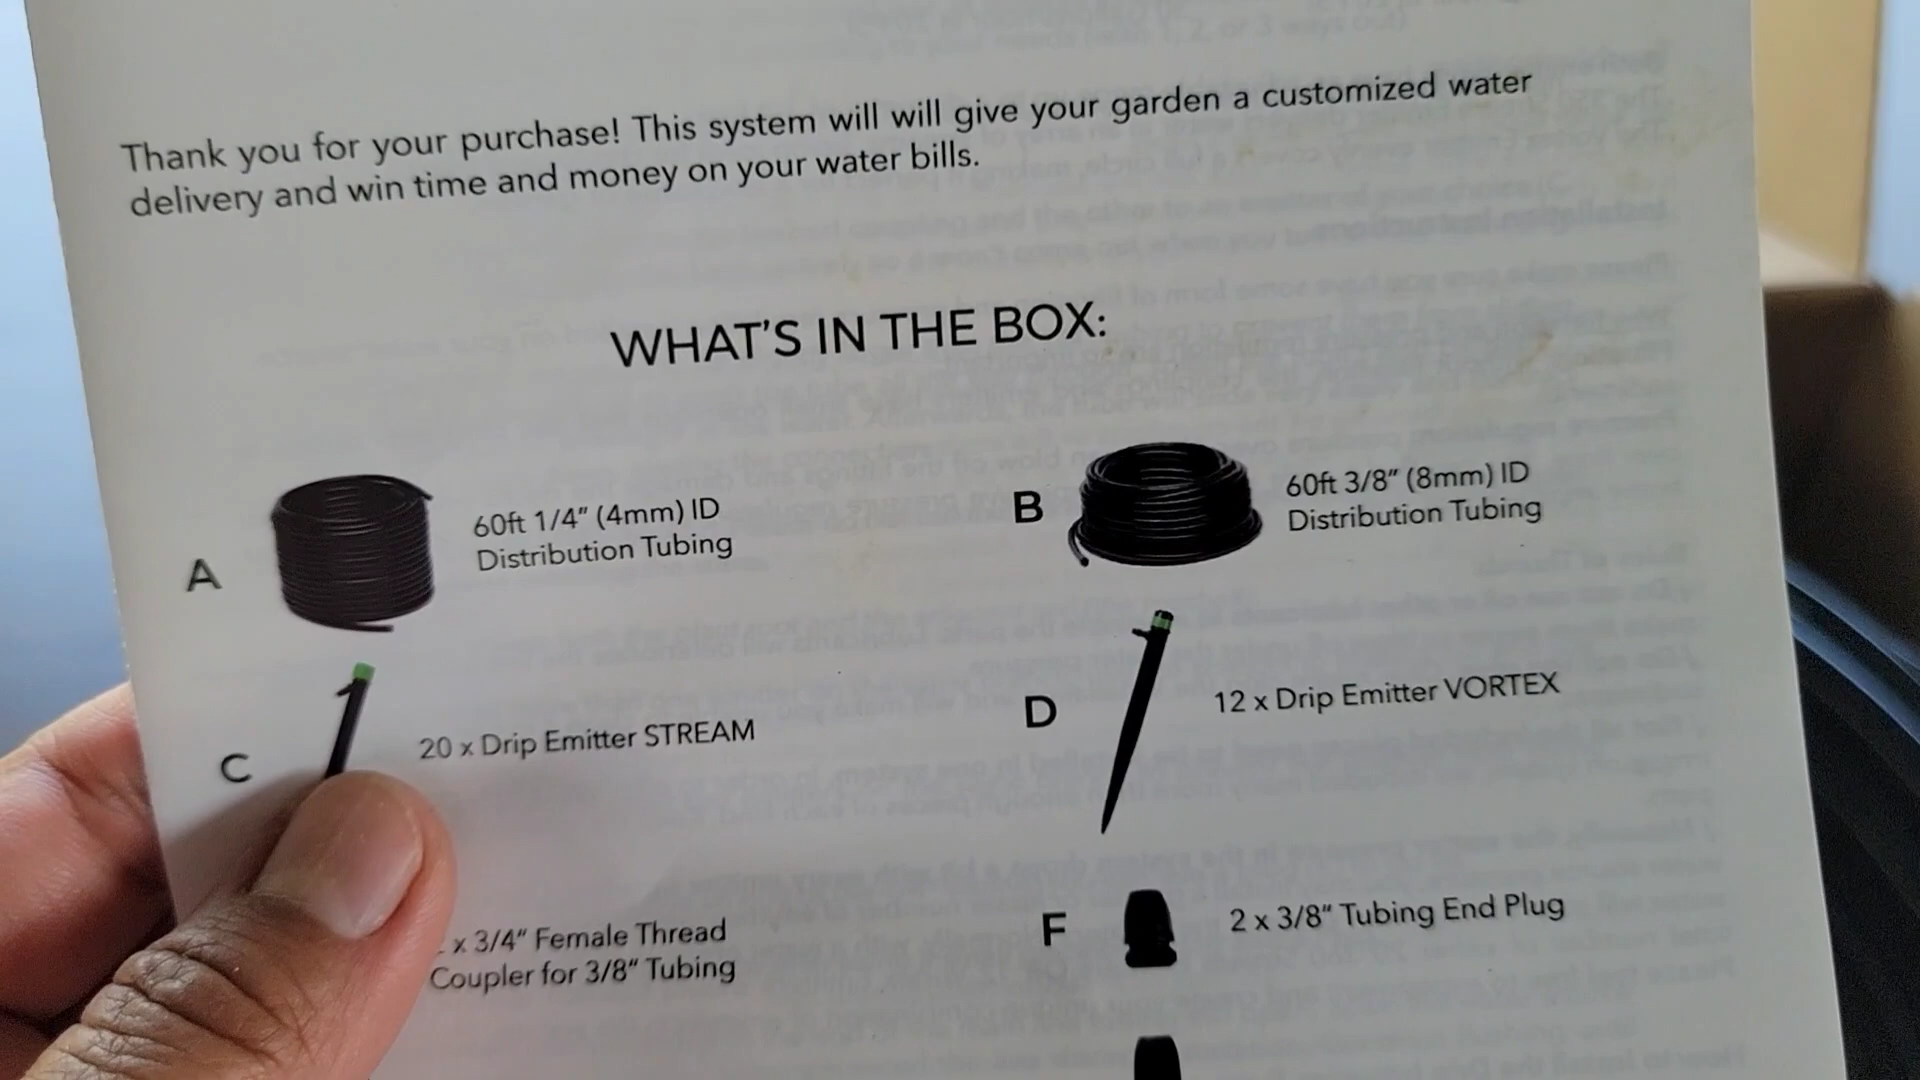 Thank you for your purchase! This system will will give your garden a customized water
delivery and win time and money on your water bills.
WHAT'S IN THE BOX:
A
60ft 1/4" (4mm) ID
Distribution Tubing
B
60ft 3/8" (8mm) ID
Distribution Tubing
C
20 x Drip Emitter STREAM
D
12 x Drip Emitter VORTEX
x 3/4" Female Thread
Coupler for 3/8" Tubing
F
2 x 3/8" Tubing End Plug